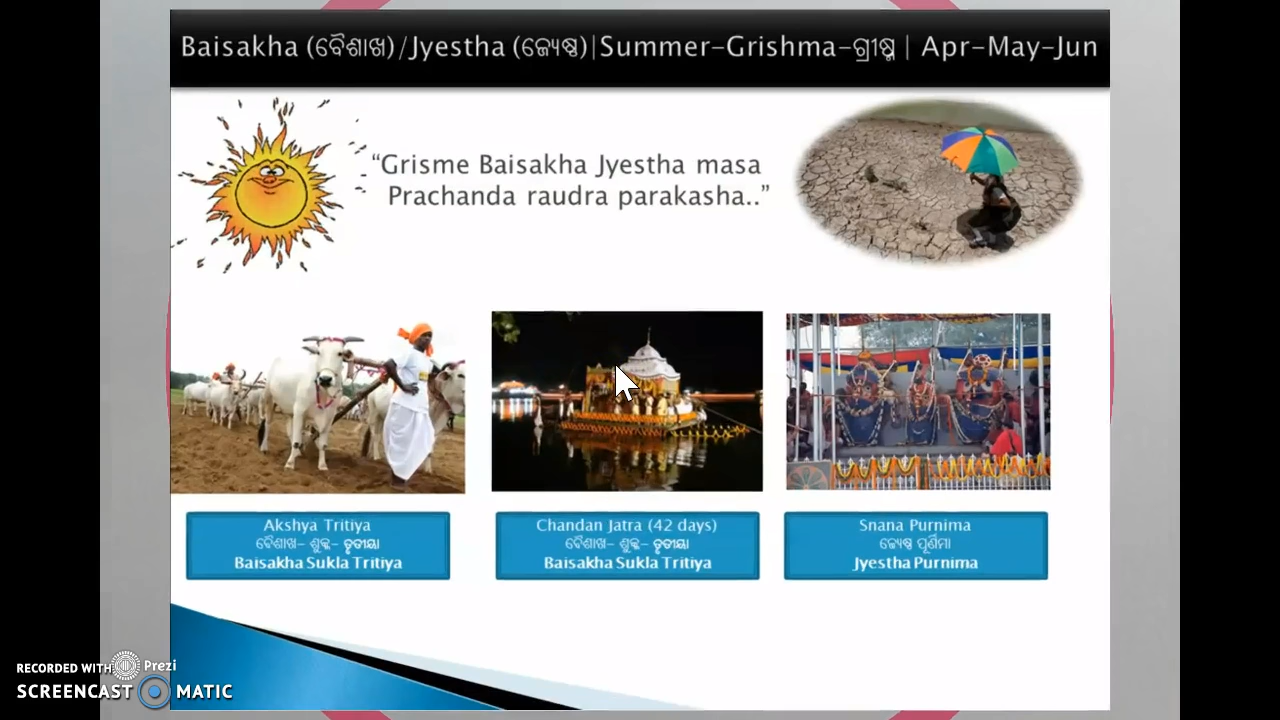 Baisakha (ବୈଶାଖ)/Jyestha (ଜ୍ୟେଷ୍ଠ)|Summer-Grishma-ଗ୍ରୀଷ୍ମ | Apr-May-Jun
“Grisme Baisakha Jyestha masa
Prachanda raudra parakasha..”
Akshya Tritiya
ବୈଶାଖ- ଶୁକ୍ଳ- ତୃତୀୟା
Baisakha Sukla Tritiya
Chandan Jatra (42 days)
ବୈଶାଖ- ଶୁକ୍ଳ- ତୃତୀୟା
Baisakha Sukla Tritiya
Snana Purnima
ଜ୍ୟେଷ୍ଠ ପୂର୍ଣିମା
Jyestha Purnima
RECORDED WITH Prezi
SCREENCAST MATIC